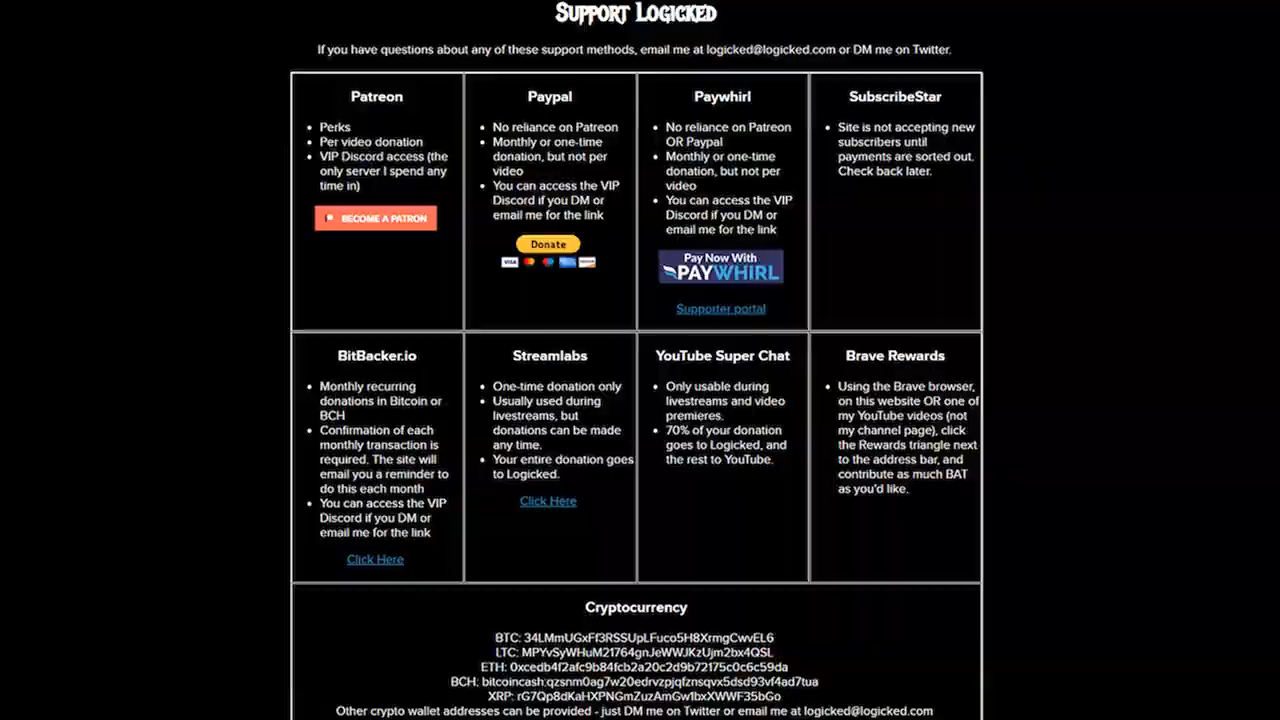 Support Logicked
If you have questions about any of these support methods, email me at logicked@logicked.com or DM me on Twitter.
Patreon
Perks
Per video donation
VIP Discord access (the
only server I spend any
time in)
BECOME A PATRON
Paypal
No reliance on Patreon
Monthly or one-time
donation, but not per
video
You can access the VIP
Discord if you DM or
email me for the link
Donate
VISA
Paywhirl
No reliance on Patreon
OR Paypal
Monthly or one-time
donation, but not per
video
You can access the VIP
Discord if you DM or
email me for the link
Pay Now With
PAYWHIRL
Supporter portal
SubscribeStar
Site is not accepting new
subscribers until
payments are sorted out.
Check back later.
BitBacker.io
Monthly recurring
donations in Bitcoin or
BCH
Confirmation of each
monthly transaction is
required. The site will
email you a reminder to
do this each month
You can access the VIP
Discord if you DM or
email me for the link
Click Here
Streamlabs
One-time donation only
Usually used during
livestreams, but
donations can be made
any time.
Your entire donation goes
to Logicked.
Click Here
YouTube Super Chat
Only usable during
livestreams and video
premieres.
70% of your donation
goes to Logicked, and
the rest to YouTube.
Brave Rewards
Using the Brave browser,
on this website OR one of
my YouTube videos (not
my channel page), click
the Rewards triangle next
to the address bar, and
contribute as much BAT
as you'd like.
Cryptocurrency
BTC: 34LMmUGxFf3RSSUpLFuco5H8XrmgCwvEL6
LTC: MPYvSyWHuM21764gnJeWWJKzUjm2bx4QSL
ETH: 0xcedb4f2afc9b84fcb2a20c2d9b72175c0c6c59da
BCH: bitcoincash:qzsnm0ag7w20edrvzpjqfznsqvx5dsd93vf4ad7tua
XRP: rG7Qp8dKaHXPNGmZuzAmGw1bxXWWF35bGo
Other crypto wallet addresses can be provided - just DM me on Twitter or email me at logicked@logicked.com